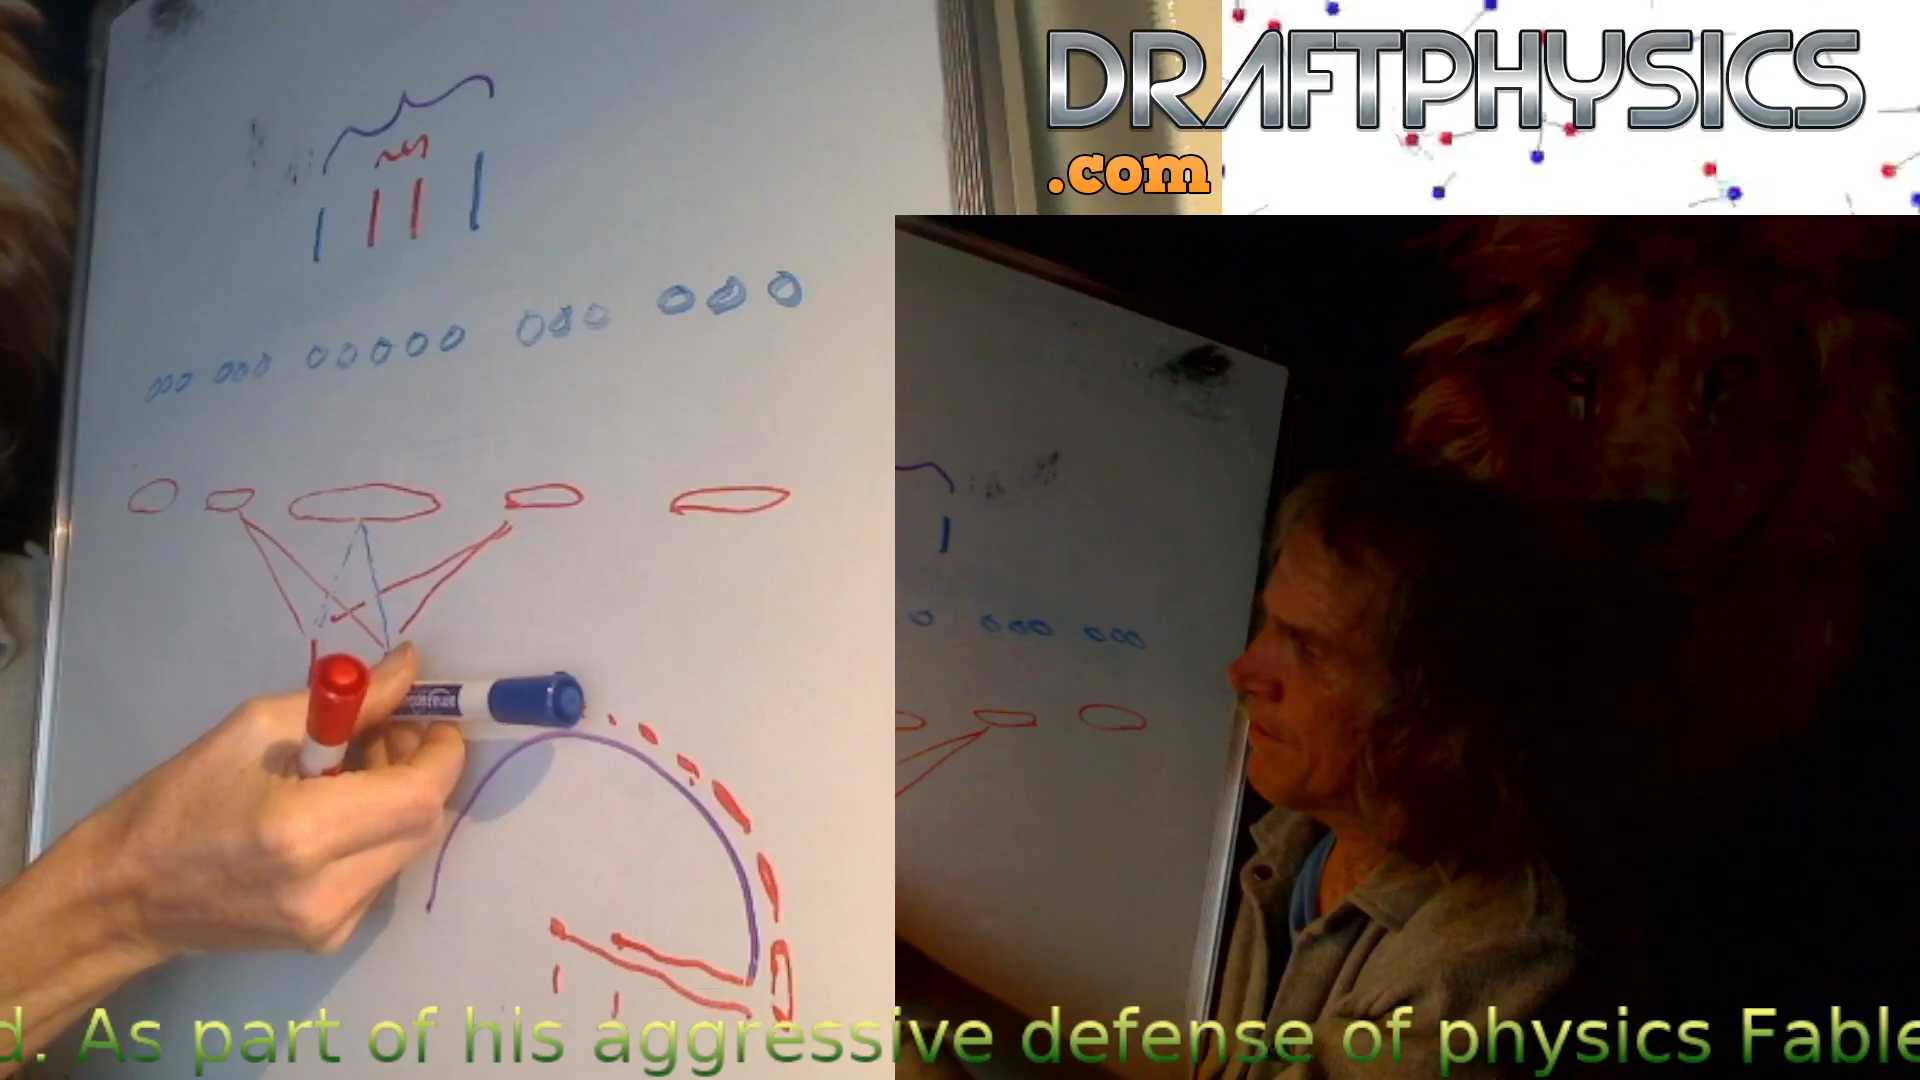 DRAFTPHYSICS
.com
d. As part of his aggressive defense of physics Fable